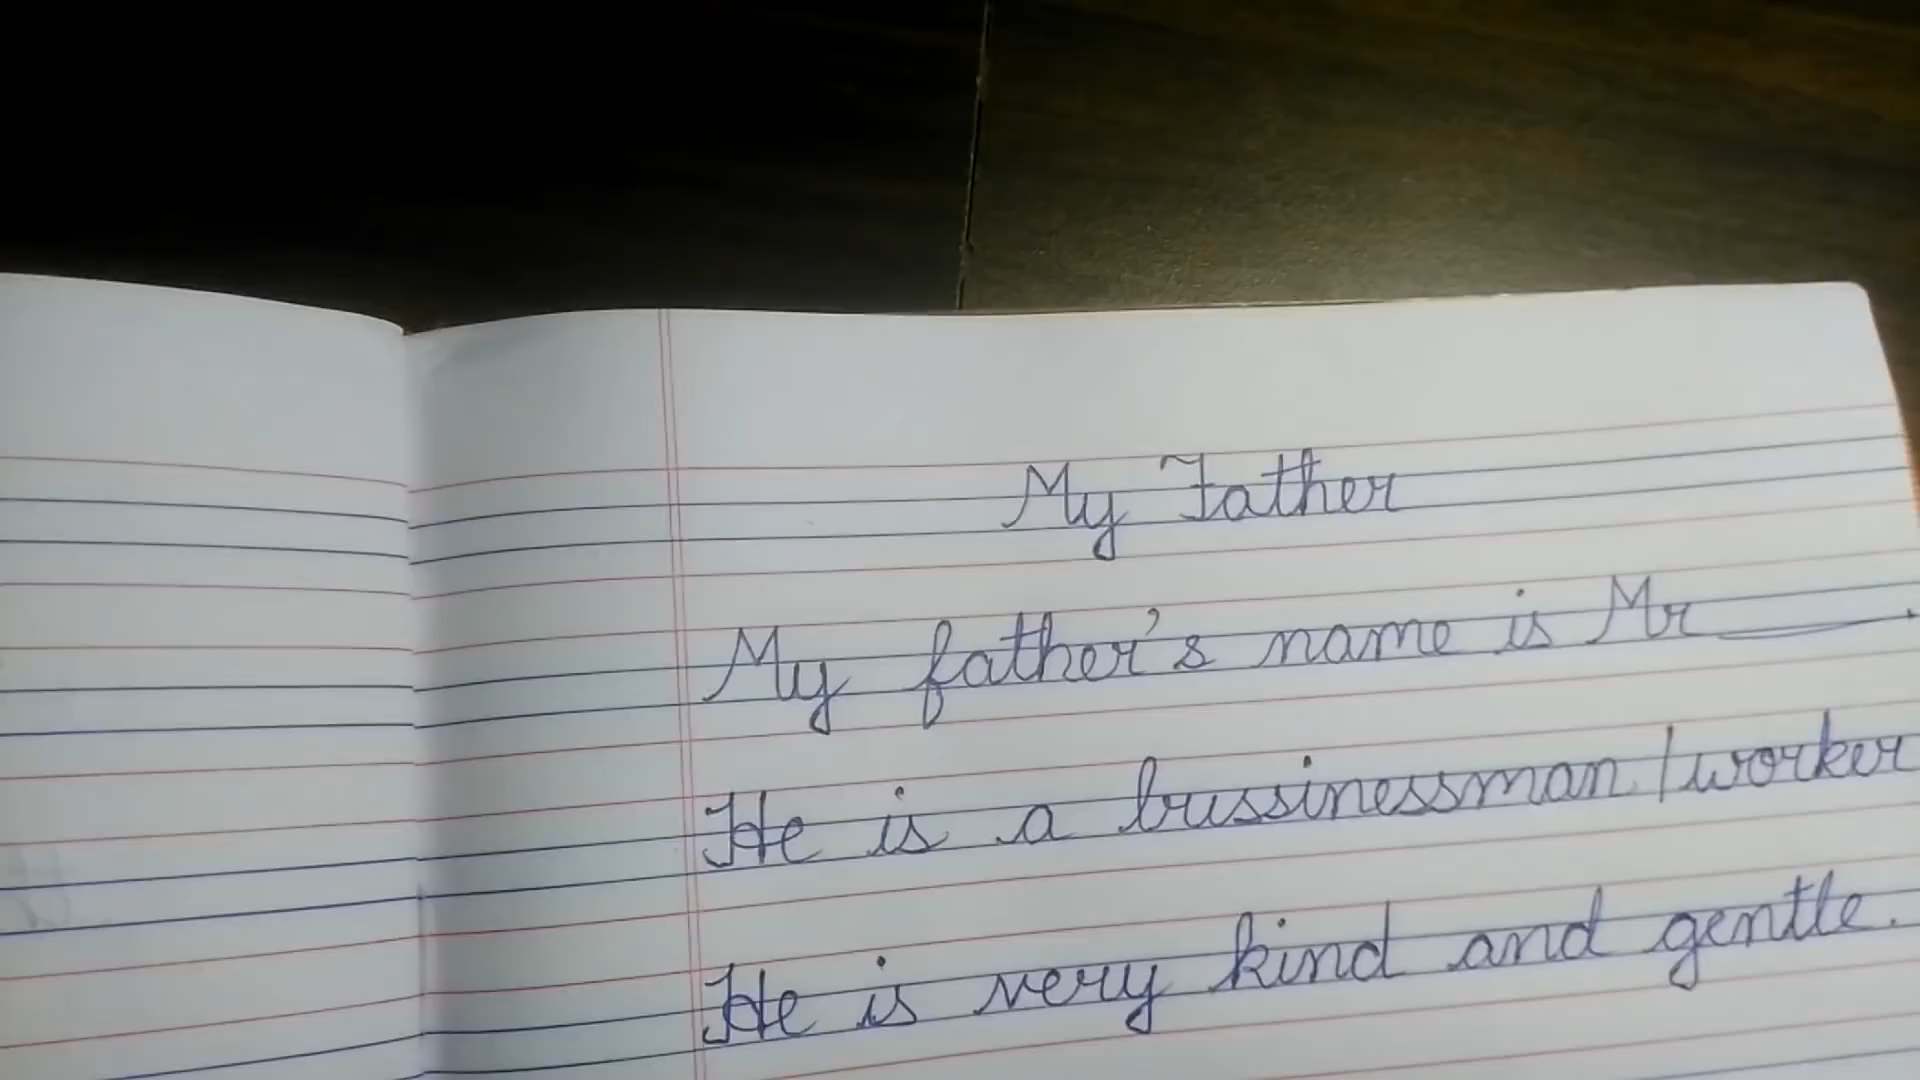 My Father
My father's name is Mr ______.
He is a bussinessman/worker
He is very kind and gentle.